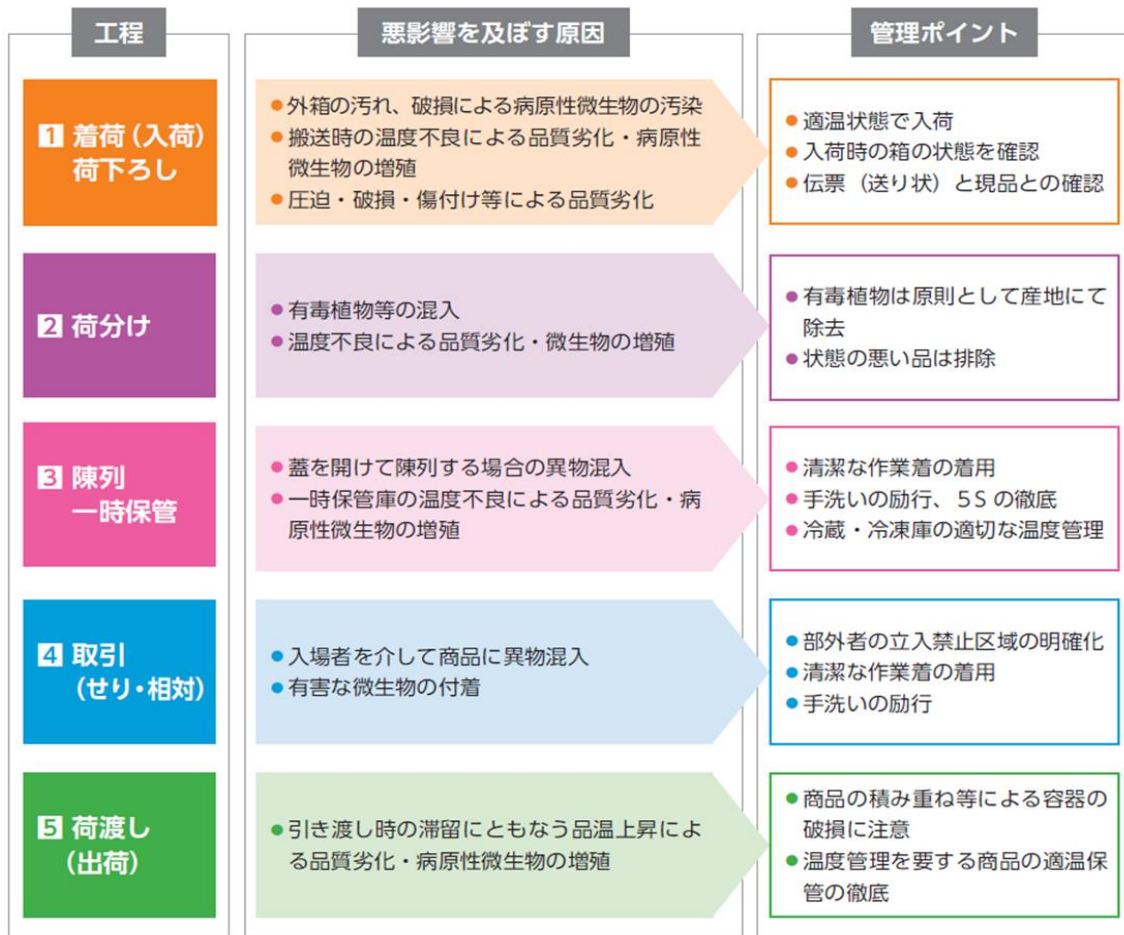 工程
悪影響を及ぼす原因
管理ポイント
1 着荷（入荷）
荷下ろし
●外箱の汚れ、破損による病原性微生物の汚染
●搬送時の温度不良による品質劣化・病原性
微生物の増殖
●圧迫・破損・傷付け等による品質劣化
●適温状態で入荷
●入荷時の箱の状態を確認
●伝票（送り状）と現品との確認
2 荷分け
●有毒植物等の混入
●温度不良による品質劣化・微生物の増殖
●有毒植物は原則として産地にて
除去
●状態の悪い品は排除
3 陳列
一時保管
●蓋を開けて陳列する場合の異物混入
●一時保管庫の温度不良による品質劣化・病
原性微生物の増殖
●清潔な作業着の着用
●手洗いの励行、5S の徹底
●冷蔵・冷凍庫の適切な温度管理
4 取引
（せり・相対）
●入場者を介して商品に異物混入
●有害な微生物の付着
●部外者の立入禁止区域の明確化
●清潔な作業着の着用
●手洗いの励行
5 荷渡し
（出荷）
●引き渡し時の滞留にともなう品温上昇によ
る品質劣化・病原性微生物の増殖
●商品の積み重ね等による容器の
破損に注意
●温度管理を要する商品の適温保
管の徹底